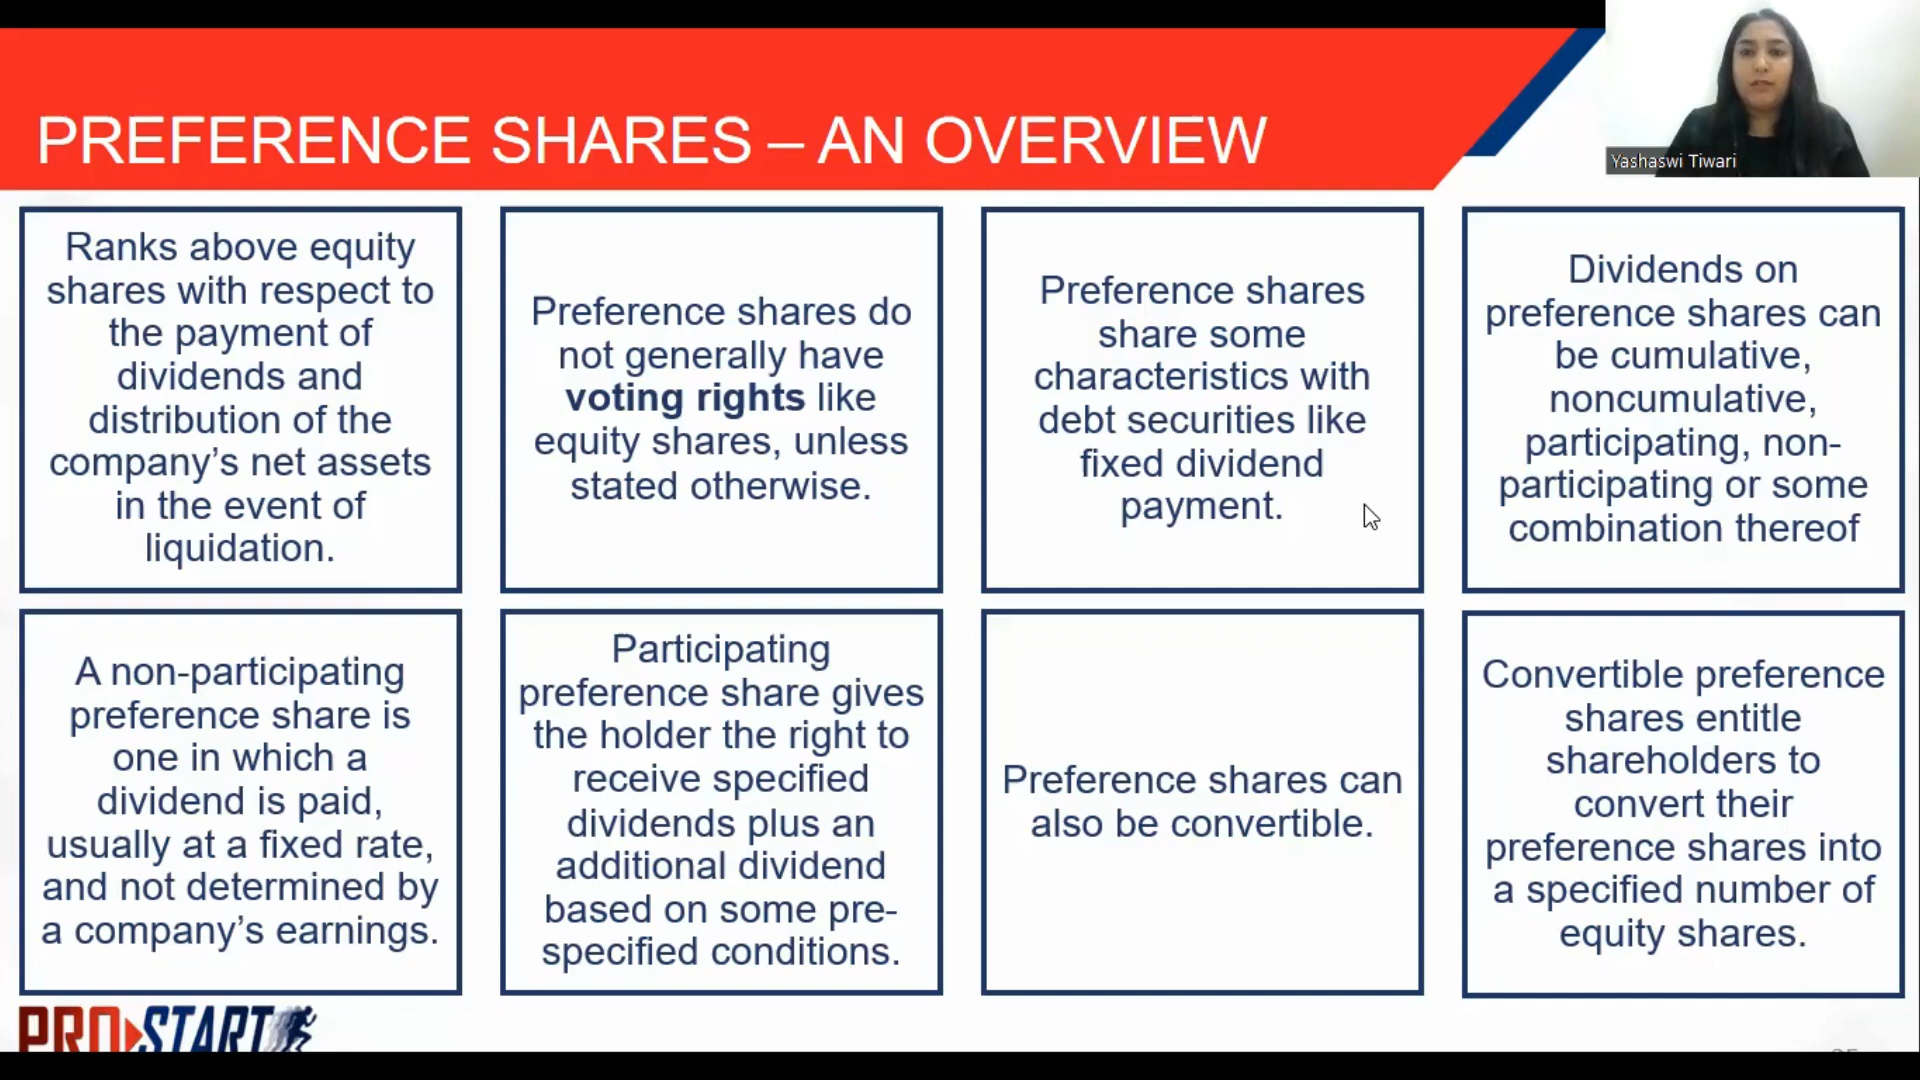 PREFERENCE SHARES – AN OVERVIEW
Yashaswi Tiwari
Ranks above equity
shares with respect to
the payment of
dividends and
distribution of the
company's net assets
in the event of
liquidation.
Preference shares do
not generally have
voting rights like
equity shares, unless
stated otherwise.
Preference shares
share some
characteristics with
debt securities like
fixed dividend
payment.
Dividends on
preference shares can
be cumulative,
noncumulative,
participating, non-
participating or some
combination thereof
A non-participating
preference share is
one in which a
dividend is paid,
usually at a fixed rate,
and not determined by
a company's earnings.
Participating
preference share gives
the holder the right to
receive specified
dividends plus an
additional dividend
based on some pre-
specified conditions.
Preference shares can
also be convertible.
Convertible preference
shares entitle
shareholders to
convert their
preference shares into
a specified number of
equity shares.
PRO START